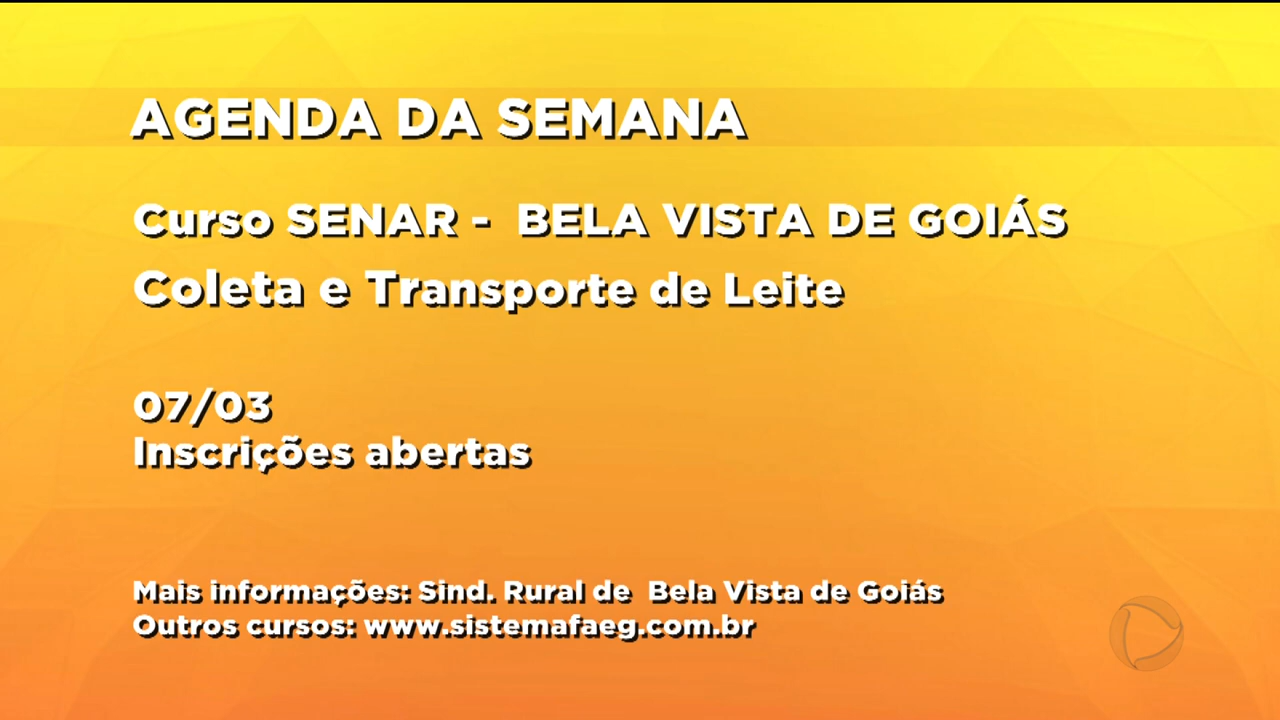 AGENDA DA SEMANA
Curso SENAR - BELA VISTA DE GOIÁS
Coleta e Transporte de Leite
07/03
Inscrições abertas
Mais informações: Sind. Rural de Bela Vista de Goiás
Outros cursos: www.sistemafaeg.com.br